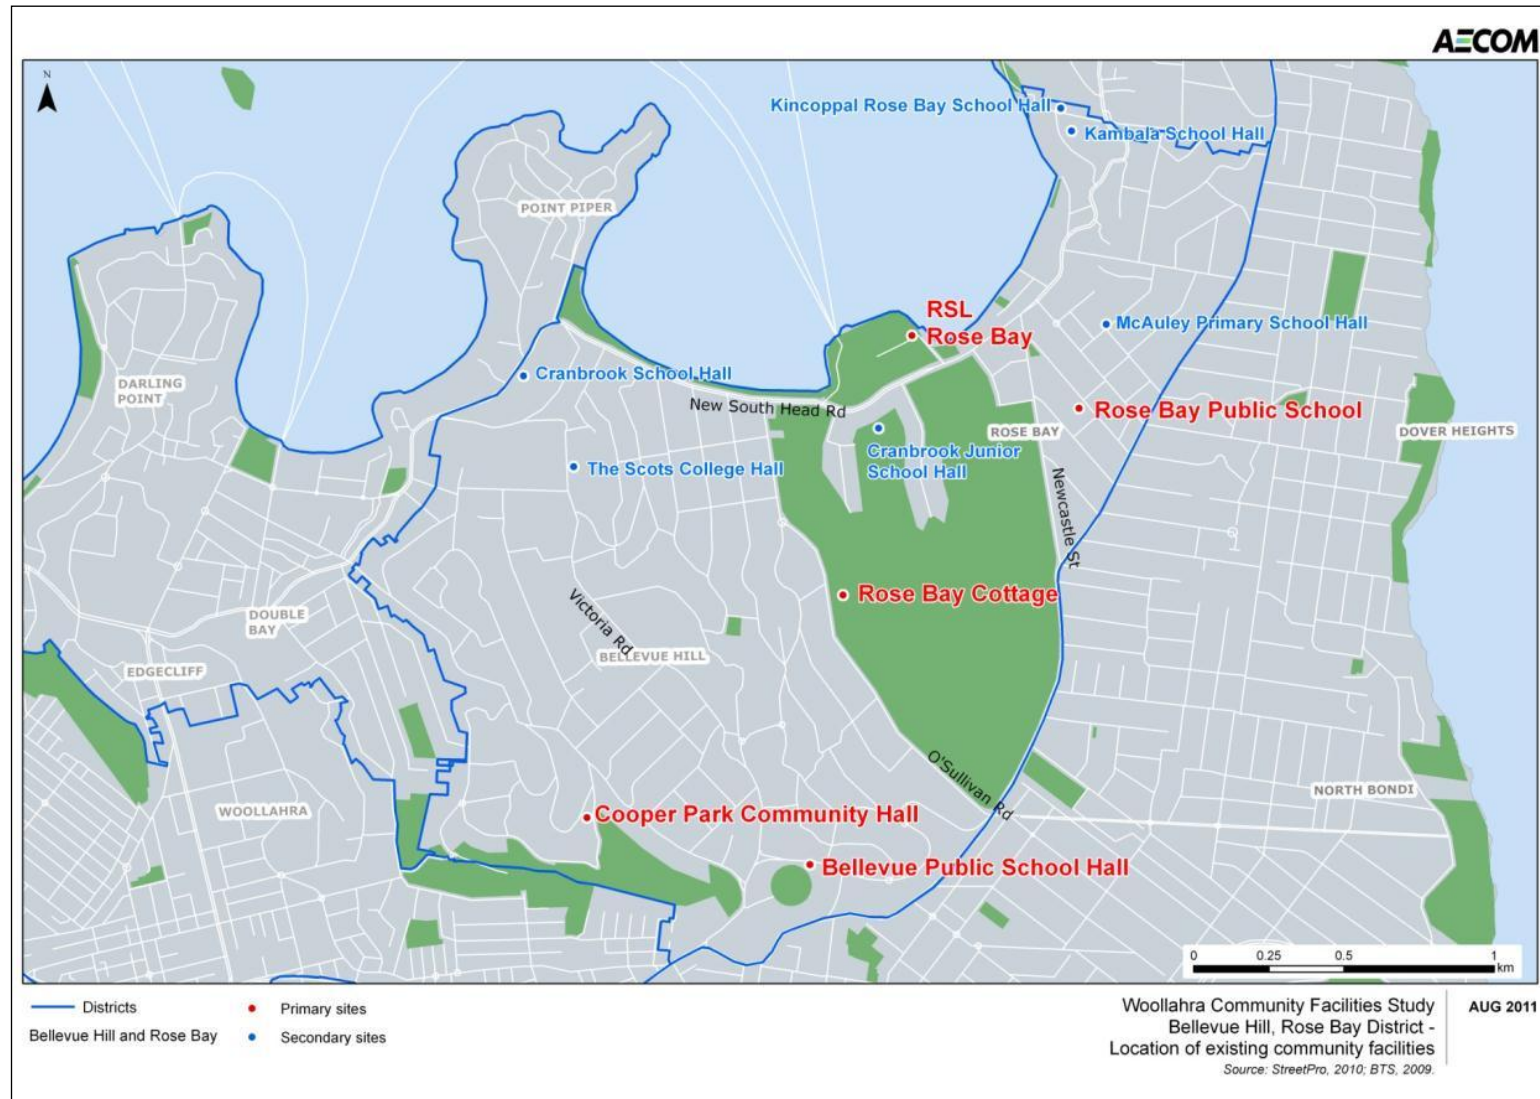 AECOM
N
Kincoppal Rose Bay School Hall
Kambala School Hall
POINT PIPER
RSL
Rose Bay
McAuley Primary School Hall
Cranbrook School Hall
DARLING
POINT
New South Head Rd
Rose Bay Public School
ROSE BAY
DOVER HEIGHTS
Cranbrook Junior
School Hall
The Scots College Hall
Newcastle St
Rose Bay Cottage
Victoria Rd
DOUBLE
BAY
BELLEVUE HILL
EDGECLIFF
O'Sullivan Rd
NORTH BONDI
WOOLLAHRA
Cooper Park Community Hall
Bellevue Public School Hall
0 0.25 0.5 1
km
Districts
Primary sites
Bellevue Hill and Rose Bay
Secondary sites
Woollahra Community Facilities Study
AUG 2011
Bellevue Hill, Rose Bay District -
Location of existing community facilities
Source: StreetPro, 2010; BTS, 2009.